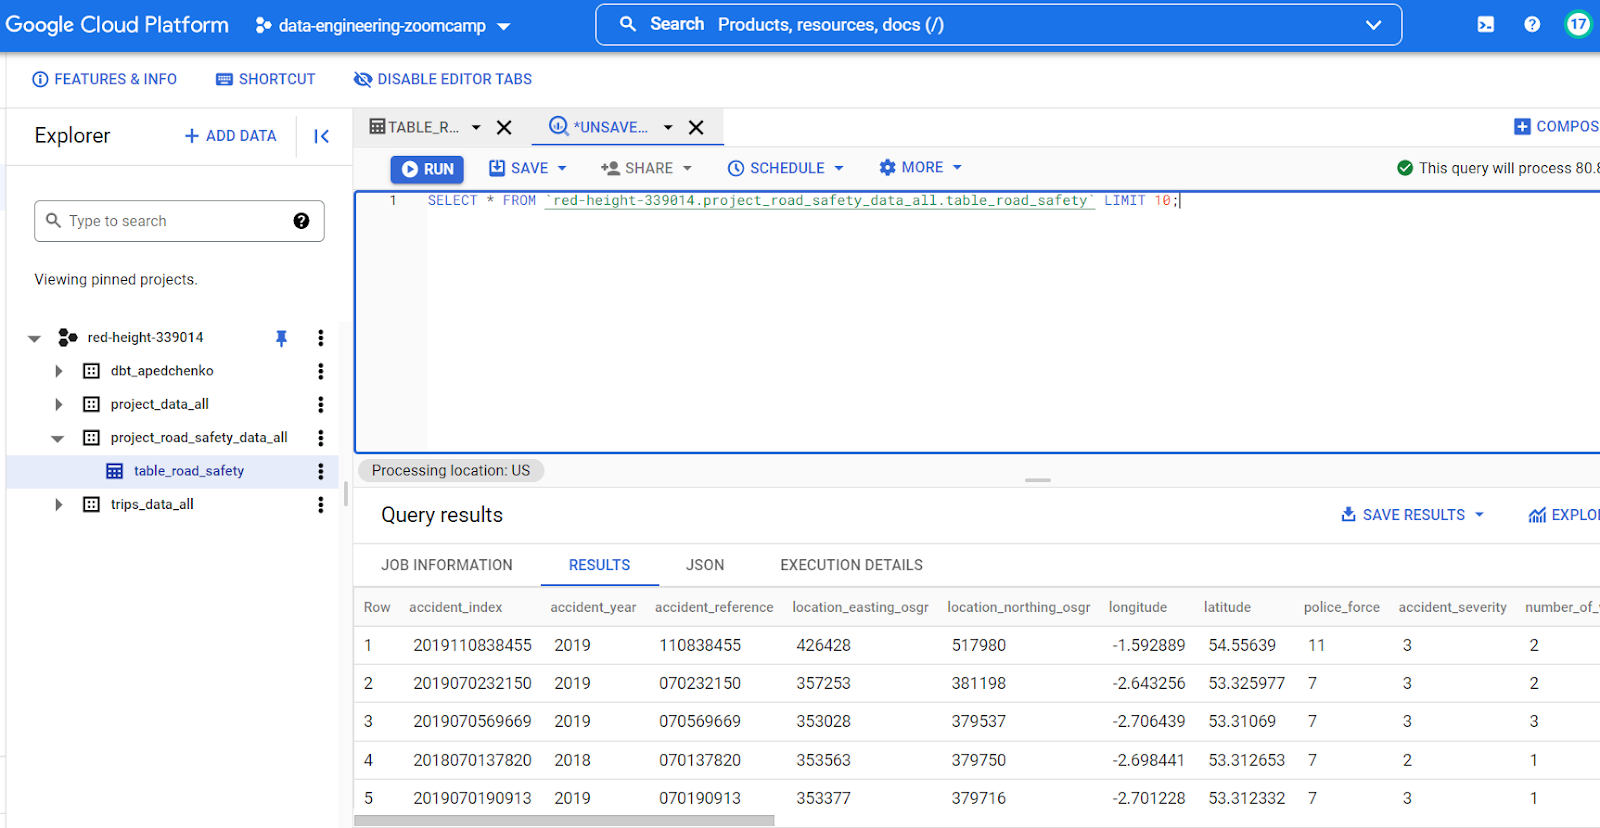 Google Cloud Platform data-engineering-zoomcamp Search Products, resources, docs (/) ? 17
FEATURES & INFO SHORTCUT DISABLE EDITOR TABS
Explorer + ADD DATA
TABLE_R... *UNSAVE... COMPOS
RUN SAVE SHARE SCHEDULE MORE This query will process 80.8
1 SELECT * FROM `red-height-339014.project_road_safety_data_all.table_road_safety` LIMIT 10;
Type to search ?
Viewing pinned projects.
red-height-339014
dbt_apedchenko
project_data_all
project_road_safety_data_all
table_road_safety
trips_data_all
Processing location: US
Query results SAVE RESULTS EXPLO
JOB INFORMATION RESULTS JSON EXECUTION DETAILS
Row accident_index accident_year accident_reference location_easting_osgr location_northing_osgr longitude latitude police_force accident_severity number_of_
1 2019110838455 2019 110838455 426428 517980 -1.592889 54.55639 11 3 2
2 2019070232150 2019 070232150 357253 381198 -2.643256 53.325977 7 3 2
3 2019070569669 2019 070569669 353028 379537 -2.706439 53.31069 7 3 3
4 2018070137820 2018 070137820 353563 379750 -2.698441 53.312653 7 2 1
5 2019070190913 2019 070190913 353377 379716 -2.701228 53.312332 7 3 1